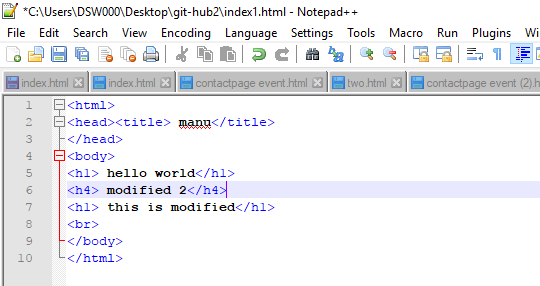 *C:\Users\DSW000\Desktop\git-hub2\index1.html - Notepad++
File Edit Search View Encoding Language Settings Tools Macro Run Plugins Window
index.html index.html contactpage event.html two.html contactpage event (2).h
1 <html>
2 <head><title> manu</title>
3 </head>
4 <body>
5 <h1> hello world</h1>
6 <h4> modified 2</h4>
7 <h1> this is modified</h1>
8 <br>
9 </body>
10 </html>